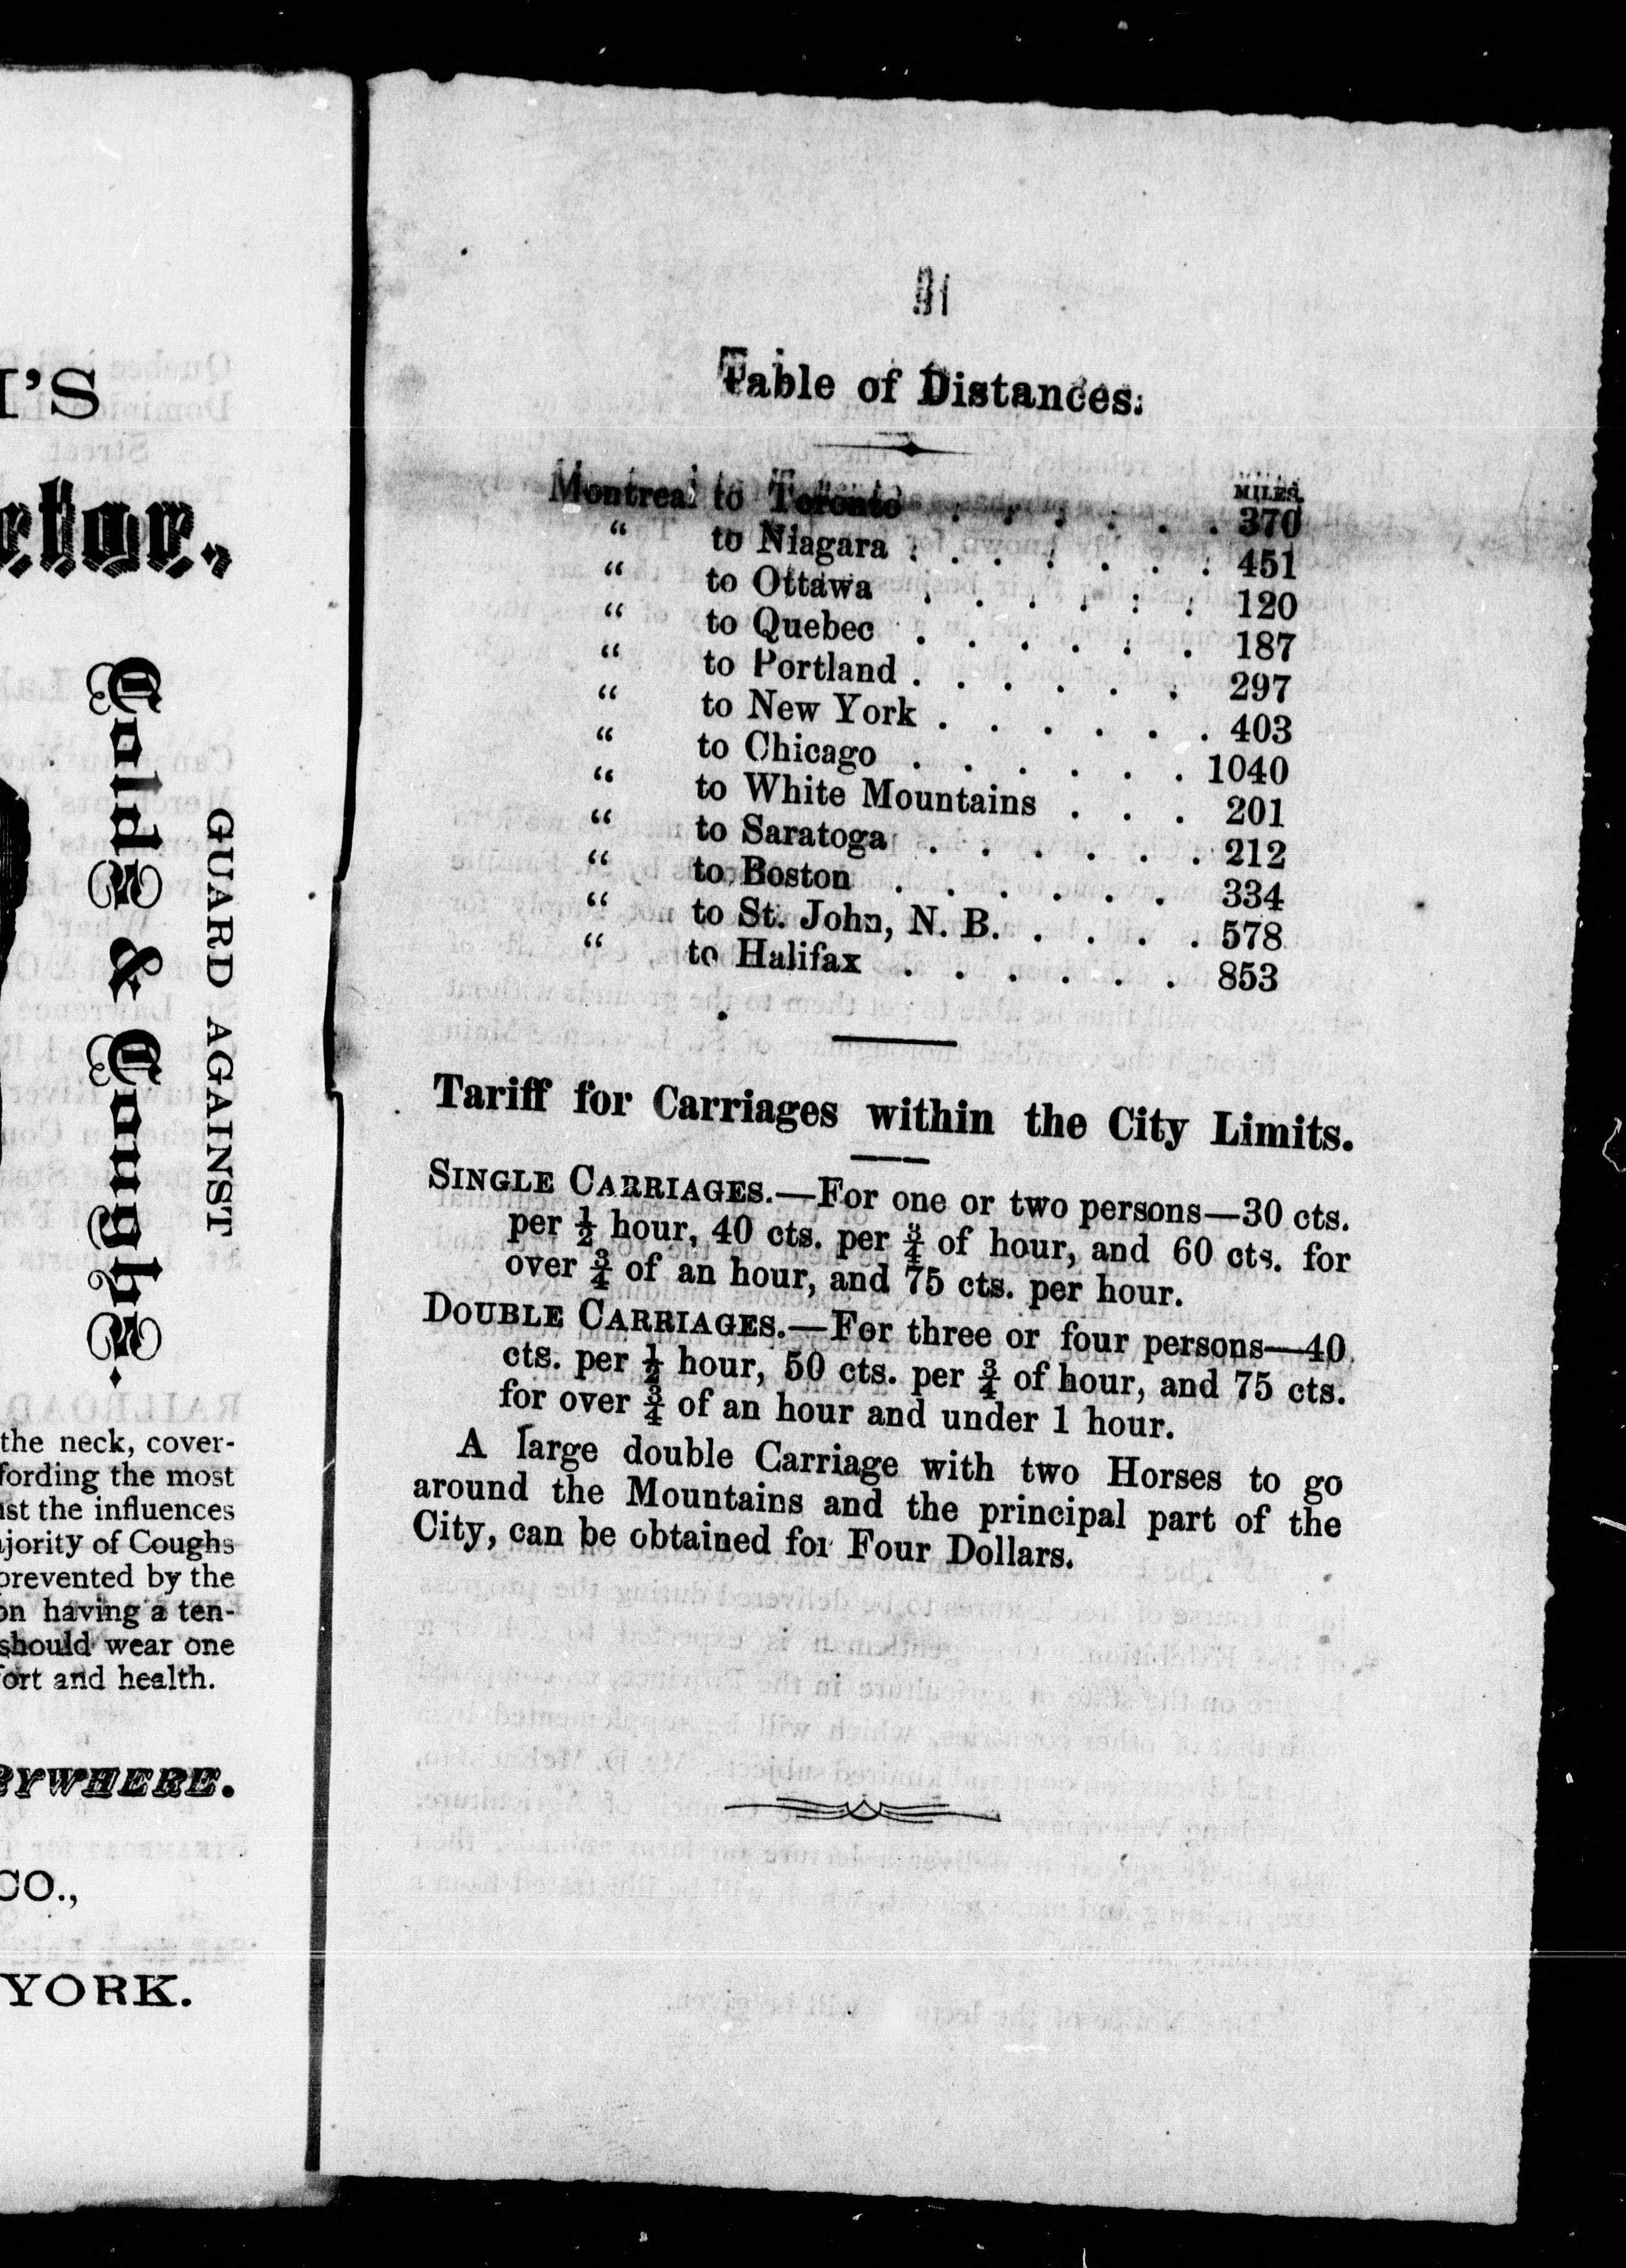 I'S
ctor.
GUARD AGAINST
Colds & Coughs.
the neck, cover-
fording the most
st the influences
jority of Coughs
prevented by the
on having a ten-
should wear one
fort and health.
RYWHERE.
CO.,
YORK.
Table of Distances.
MILES.
Montreal to Toronto . . . . . . 370
“ to Niagara . . . . . . . 451
“ to Ottawa . . . . . . 120
“ to Quebec . . . . . . 187
“ to Portland . . . . . . 297
“ to New York . . . . . . 403
“ to Chicago . . . . . . 1040
“ to White Mountains . . . 201
“ to Saratoga . . . . . . 212
“ to Boston . . . . . . 334
“ to St. John, N. B. . . . . 578
“ to Halifax . . . . . . 853
Tariff for Carriages within the City Limits.
SINGLE CARRIAGES.—For one or two persons—30 cts.
per ½ hour, 40 cts. per ¾ of hour, and 60 cts. for
over ¾ of an hour, and 75 cts. per hour.
DOUBLE CARRIAGES.—For three or four persons—40
cts. per ½ hour, 50 cts. per ¾ of hour, and 75 cts.
for over ¾ of an hour and under 1 hour.
A large double Carriage with two Horses to go
around the Mountains and the principal part of the
City, can be obtained for Four Dollars.